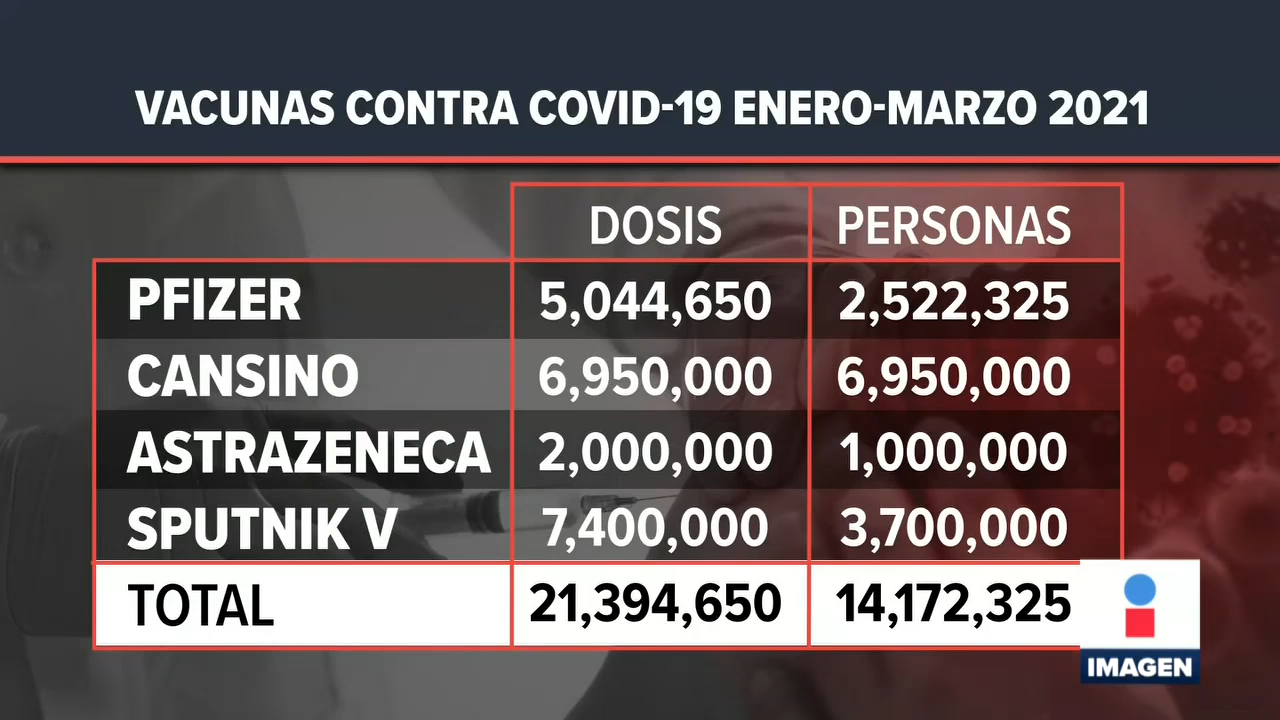 VACUNAS CONTRA COVID-19 ENERO-MARZO 2021
DOSIS PERSONAS
PFIZER 5,044,650 2,522,325
CANSINO 6,950,000 6,950,000
ASTRAZENECA 2,000,000 1,000,000
SPUTNIK V 7,400,000 3,700,000
TOTAL 21,394,650 14,172,325
IMAGEN